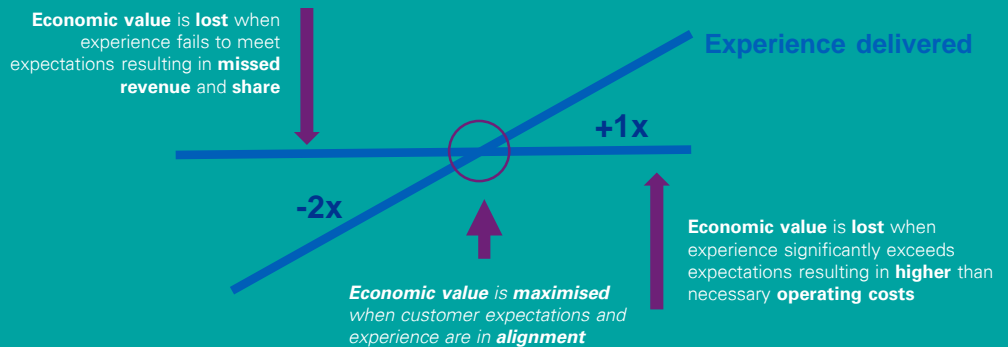 Economic value is lost when
experience fails to meet
expectations resulting in missed
revenue and share
Experience delivered
+1x
-2x
Economic value is lost when
experience significantly exceeds
expectations resulting in higher than
necessary operating costs
Economic value is maximised
when customer expectations and
experience are in alignment